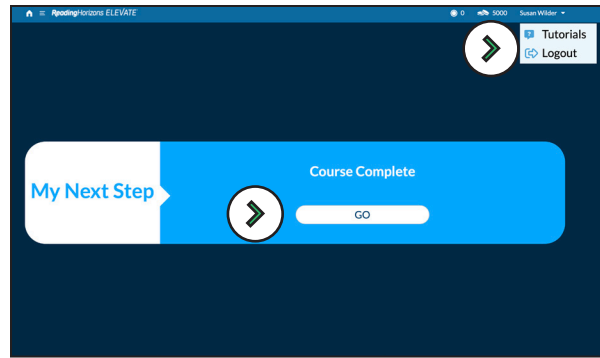 ReadingHorizons ELEVATE 0 5000 Susan Wilder
Tutorials
Logout
My Next Step
Course Complete
GO